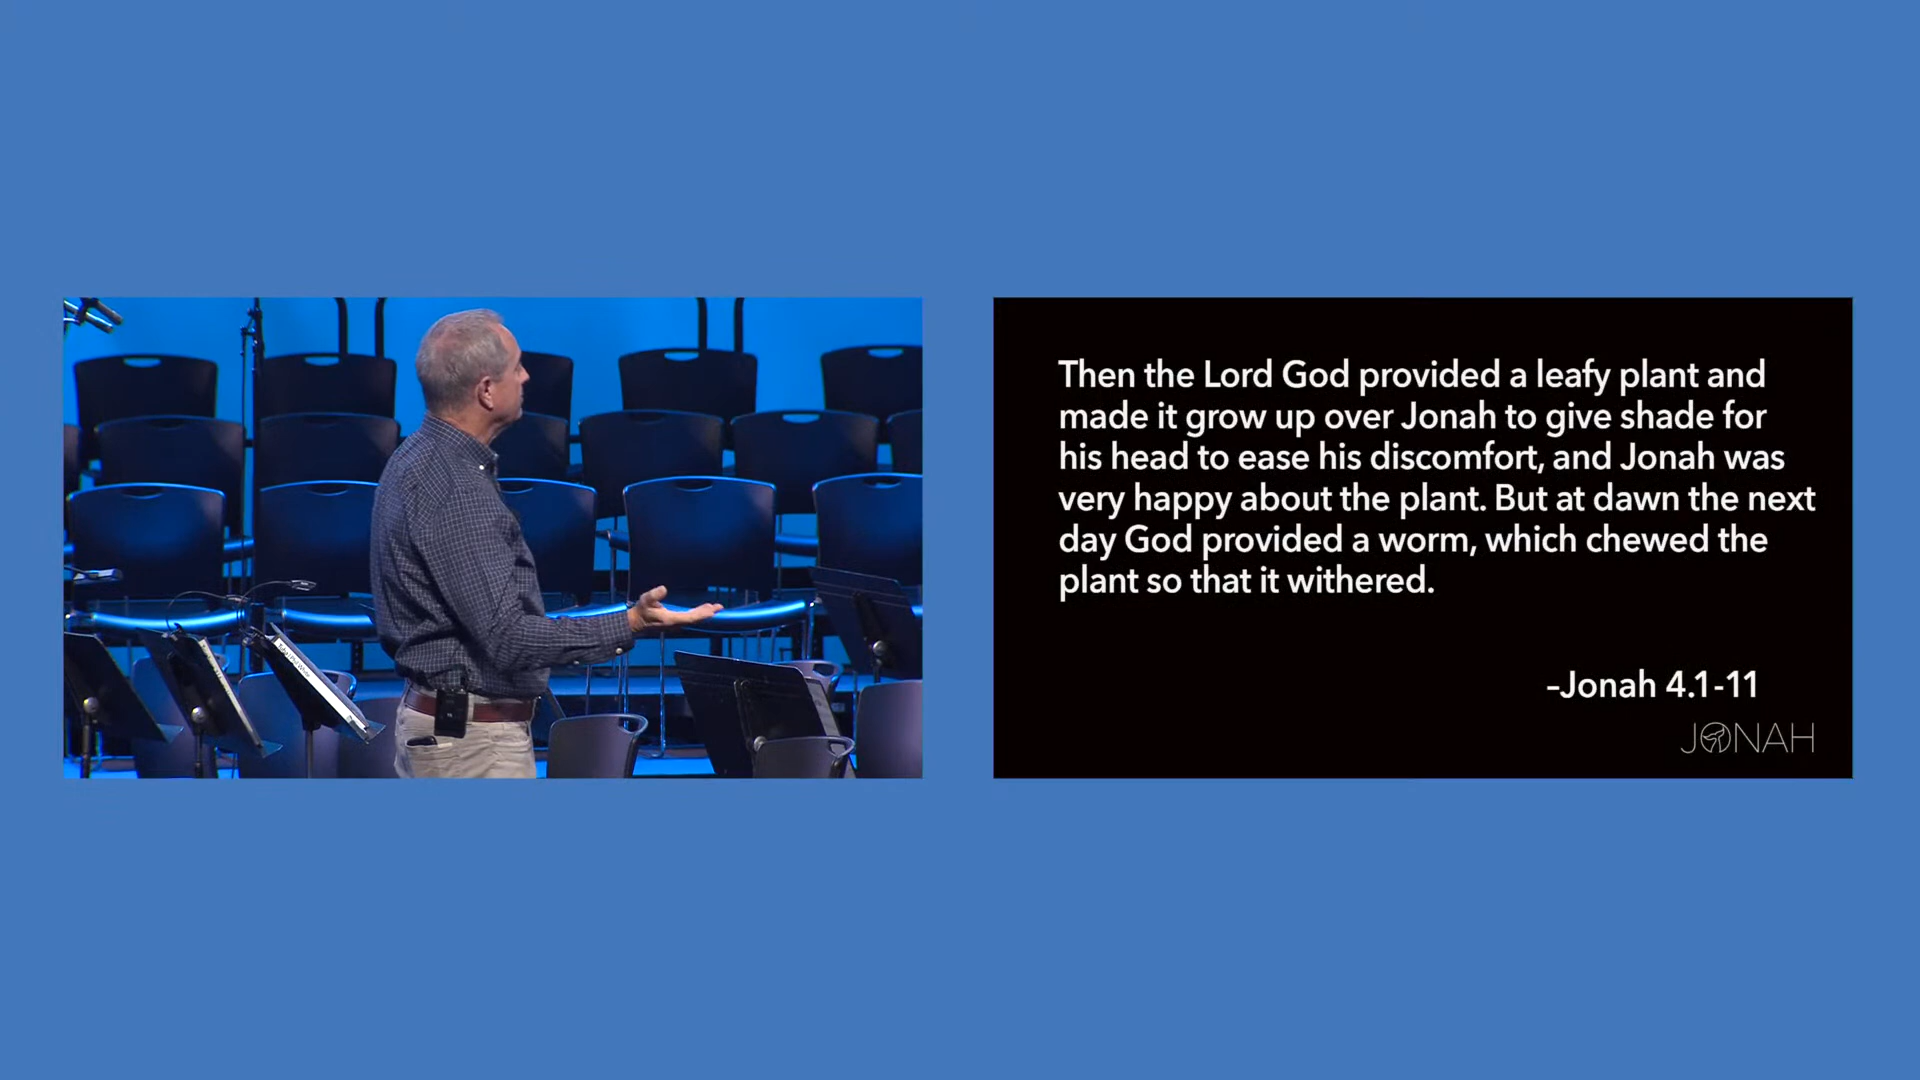 Then the Lord God provided a leafy plant and
made it grow up over Jonah to give shade for
his head to ease his discomfort, and Jonah was
very happy about the plant. But at dawn the next
day God provided a worm, which chewed the
plant so that it withered.
–Jonah 4.1-11
JONAH